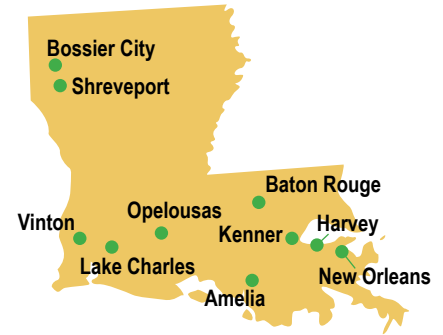 Bossier City
Shreveport
Baton Rouge
Opelousas
Vinton
Kenner
Harvey
Lake Charles
New Orleans
Amelia